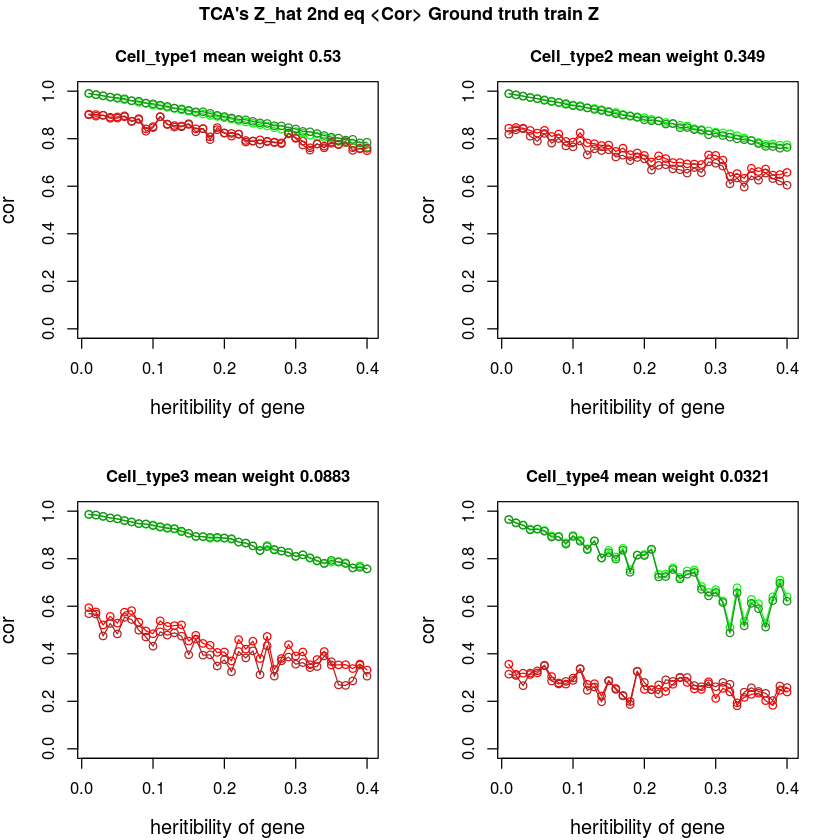 TCA's Z_hat 2nd eq <Cor> Ground truth train Z
Cell_type1 mean weight 0.53
cor
0.0 0.2 0.4 0.6 0.8 1.0
0.0 0.1 0.2 0.3 0.4
heritibility of gene
Cell_type2 mean weight 0.349
cor
0.0 0.2 0.4 0.6 0.8 1.0
0.0 0.1 0.2 0.3 0.4
heritibility of gene
Cell_type3 mean weight 0.0883
cor
0.0 0.2 0.4 0.6 0.8 1.0
0.0 0.1 0.2 0.3 0.4
heritibility of gene
Cell_type4 mean weight 0.0321
cor
0.0 0.2 0.4 0.6 0.8 1.0
0.0 0.1 0.2 0.3 0.4
heritibility of gene